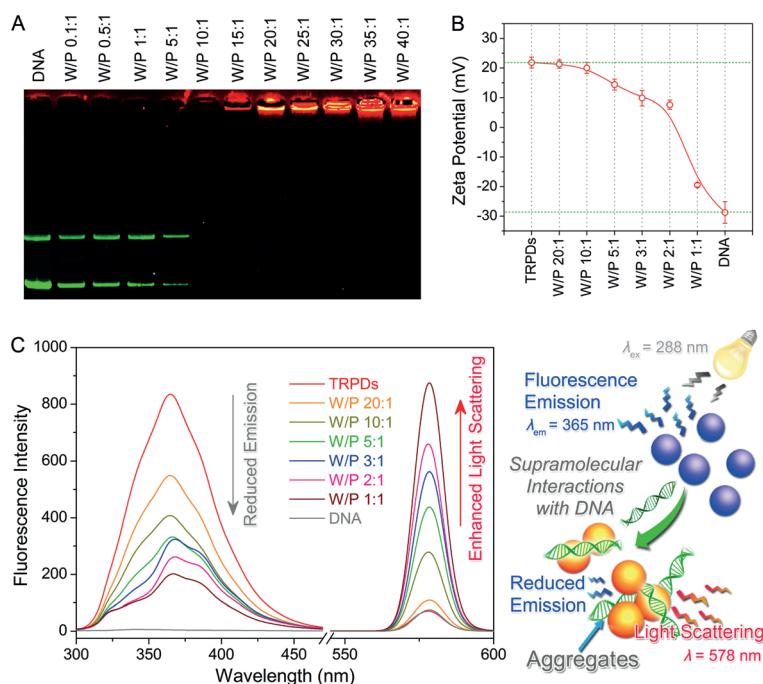 A
DNA
W/P 0.1:1
W/P 0.5:1
W/P 1:1
W/P 5:1
W/P 10:1
W/P 15:1
W/P 20:1
W/P 25:1
W/P 30:1
W/P 35:1
W/P 40:1
B
Zeta Potential (mV)
30
20
10
0
-10
-20
-30
TRPDs
W/P 20:1
W/P 10:1
W/P 5:1
W/P 3:1
W/P 2:1
W/P 1:1
DNA
C
Fluorescence Intensity
1000
800
600
400
200
0
300
350
400
450
550
600
Wavelength (nm)
Reduced Emission
TRPDs
W/P 20:1
W/P 10:1
W/P 5:1
W/P 3:1
W/P 2:1
W/P 1:1
DNA
Enhanced Light Scattering
λex = 288 nm
Fluorescence
Emission
λem = 365 nm
Supramolecular
Interactions
with DNA
Reduced
Emission
Light Scattering
λ = 578 nm
Aggregates